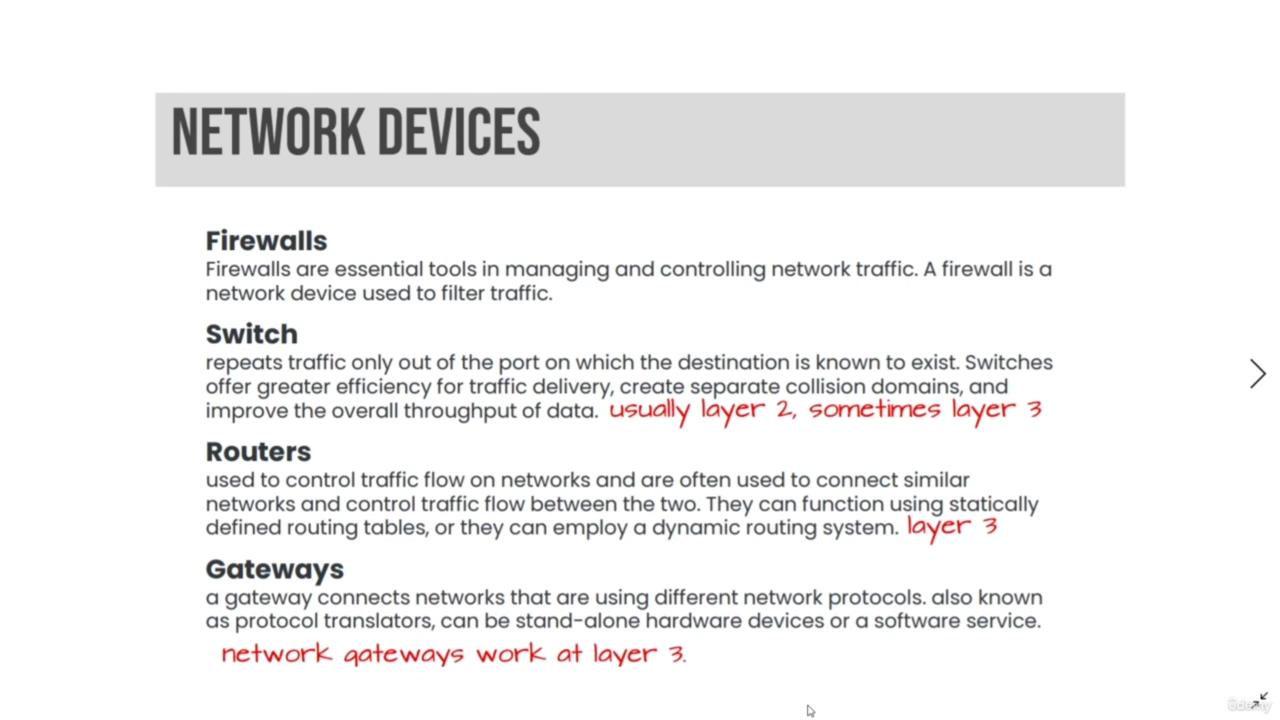 NETWORK DEVICES
Firewalls
Firewalls are essential tools in managing and controlling network traffic. A firewall is a
network device used to filter traffic.
Switch
repeats traffic only out of the port on which the destination is known to exist. Switches
offer greater efficiency for traffic delivery, create separate collision domains, and
improve the overall throughput of data. usually layer 2, sometimes layer 3
Routers
used to control traffic flow on networks and are often used to connect similar
networks and control traffic flow between the two. They can function using statically
defined routing tables, or they can employ a dynamic routing system. layer 3
Gateways
a gateway connects networks that are using different network protocols. also known
as protocol translators, can be stand-alone hardware devices or a software service.
network gateways work at layer 3.
ûdemy